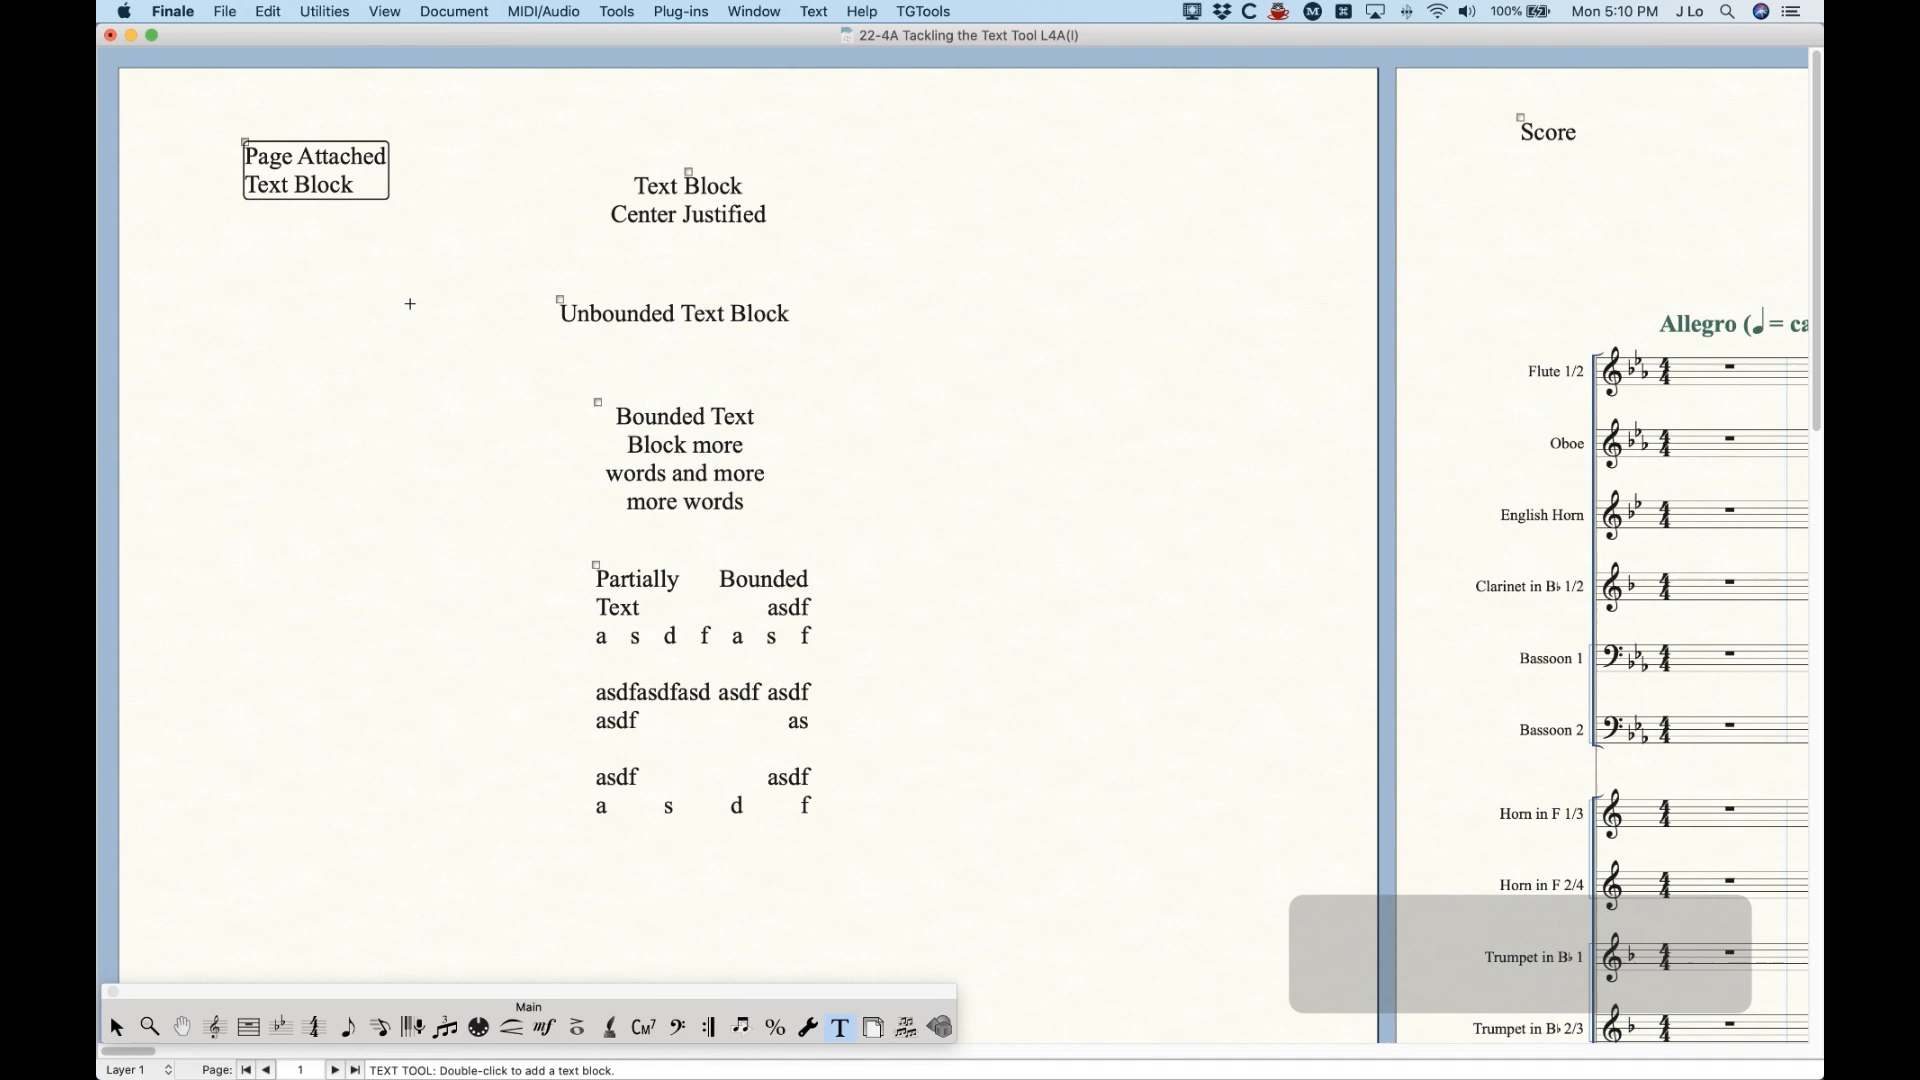 Finale File Edit Utilities View Document MIDI/Audio Tools Plug-ins Window Text Help TGTools
100% Mon 5:10 PM J Lo
22-4A Tackling the Text Tool L4A(I)
Page Attached
Text Block
Text Block
Center Justified
Unbounded Text Block
Bounded Text
Block more
words and more
more words
Partially Bounded
Text asdf
a s d f a s f
asdfasdfasd asdf asdf
asdf as
asdf asdf
a s d f
Score
Allegro (♩ = ca
Flute 1/2
Oboe
English Horn
Clarinet in B♭ 1/2
Bassoon 1
Bassoon 2
Horn in F 1/3
Horn in F 2/4
Trumpet in B♭ 1
Trumpet in B♭ 2/3
Main
mf CM7 % T
Layer 1 Page: 1 TEXT TOOL: Double-click to add a text block.